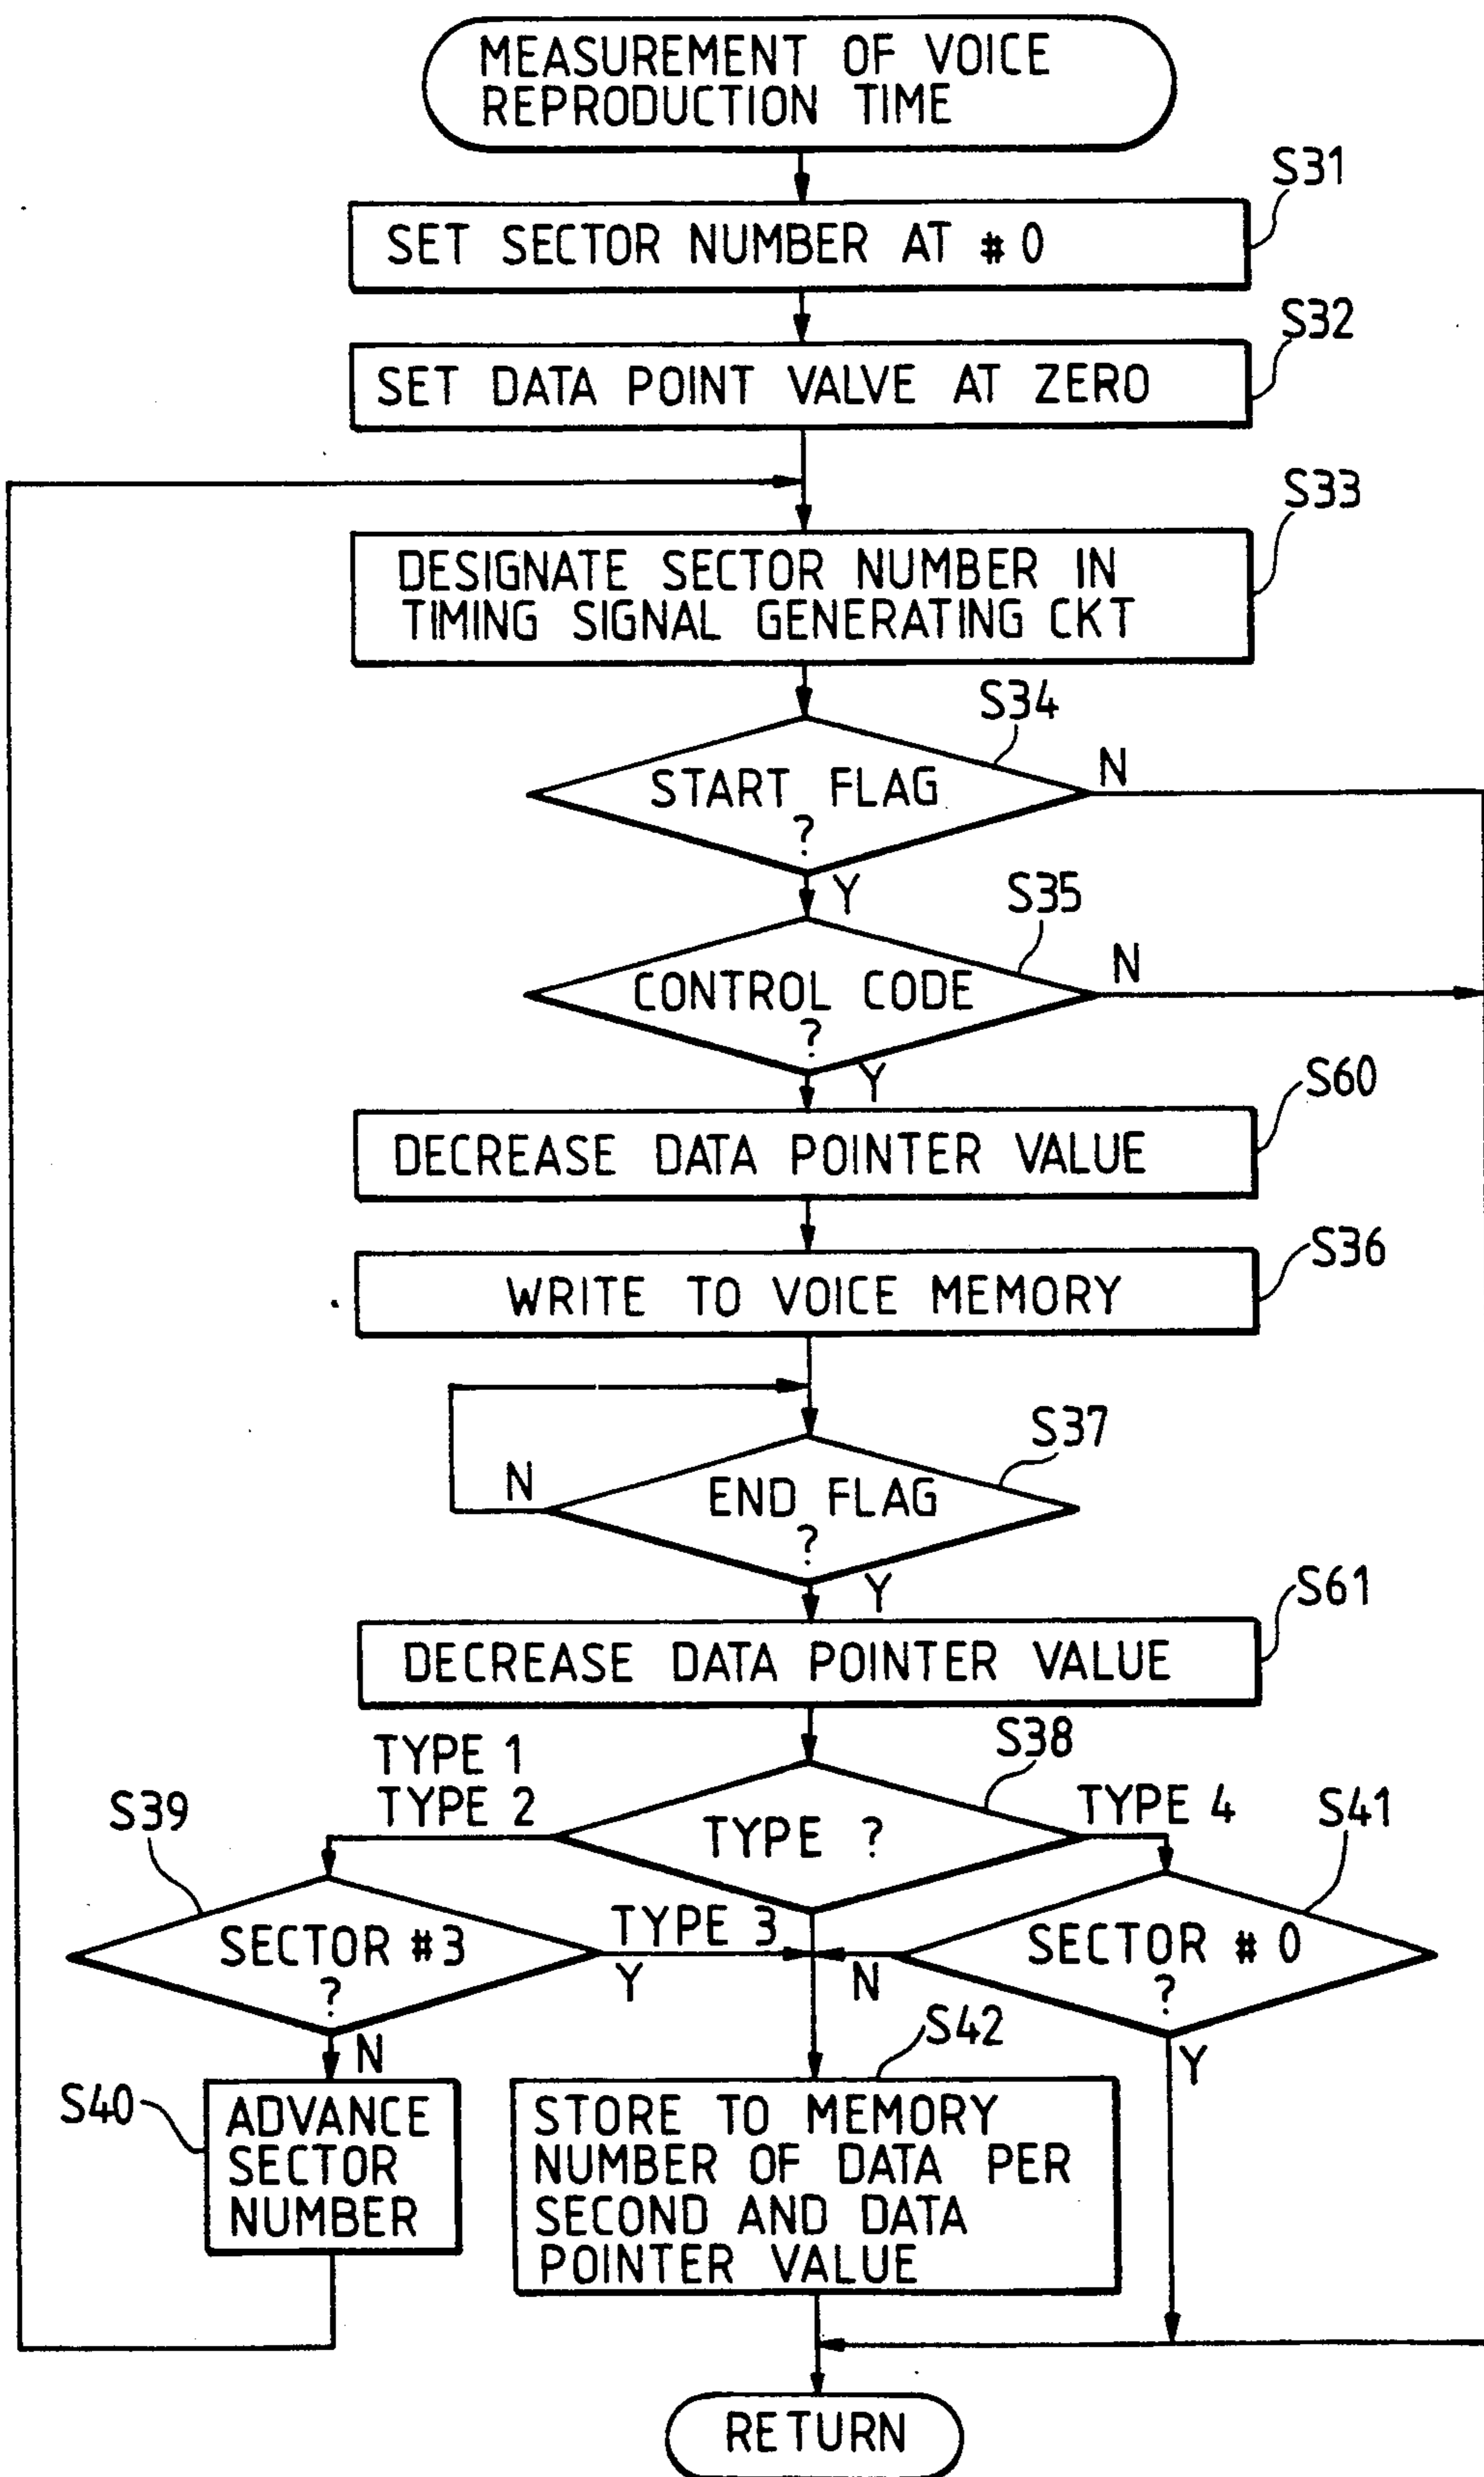 MEASUREMENT OF VOICE
REPRODUCTION TIME
S31
SET SECTOR NUMBER AT # 0
S32
SET DATA POINT VALVE AT ZERO
S33
DESIGNATE SECTOR NUMBER IN
TIMING SIGNAL GENERATING CKT
S34
START FLAG
?
N
Y
S35
CONTROL CODE
?
N
Y
S60
DECREASE DATA POINTER VALUE
S36
WRITE TO VOICE MEMORY
S37
END FLAG
?
N
Y
S61
DECREASE DATA POINTER VALUE
S38
TYPE ?
TYPE 1
TYPE 2
TYPE 4
S39
S41
SECTOR #3
?
TYPE 3
SECTOR # 0
?
Y
N
N
Y
S40
ADVANCE
SECTOR
NUMBER
S42
STORE TO MEMORY
NUMBER OF DATA PER
SECOND AND DATA
POINTER VALUE
RETURN